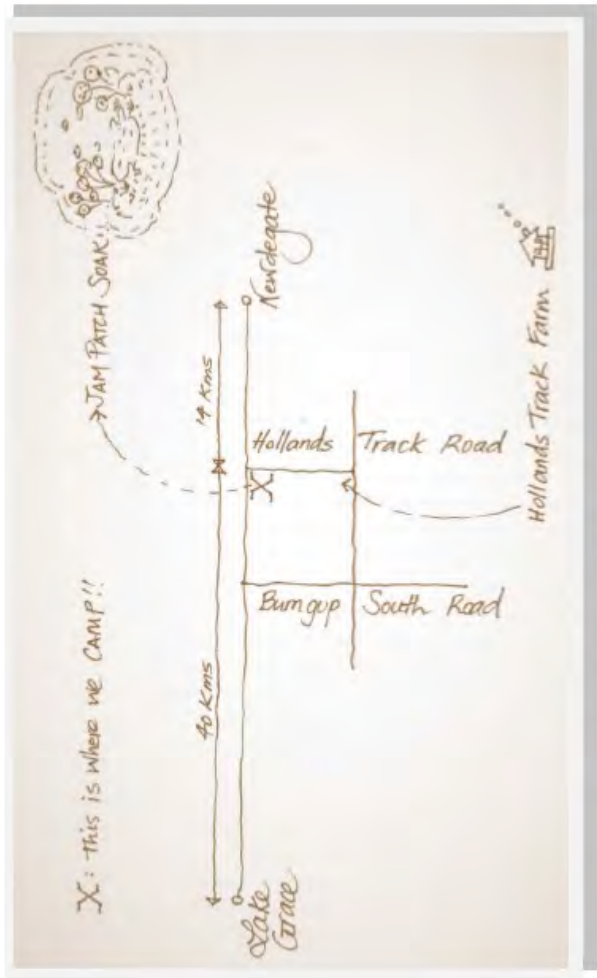 JAM PATCH SOAK!!
Newdegate
14 Kms
Hollands Track Road
Hollands Track Farm
X: This is where we CAMP!!
Burngup South Road
40 Kms
Lake
Grace